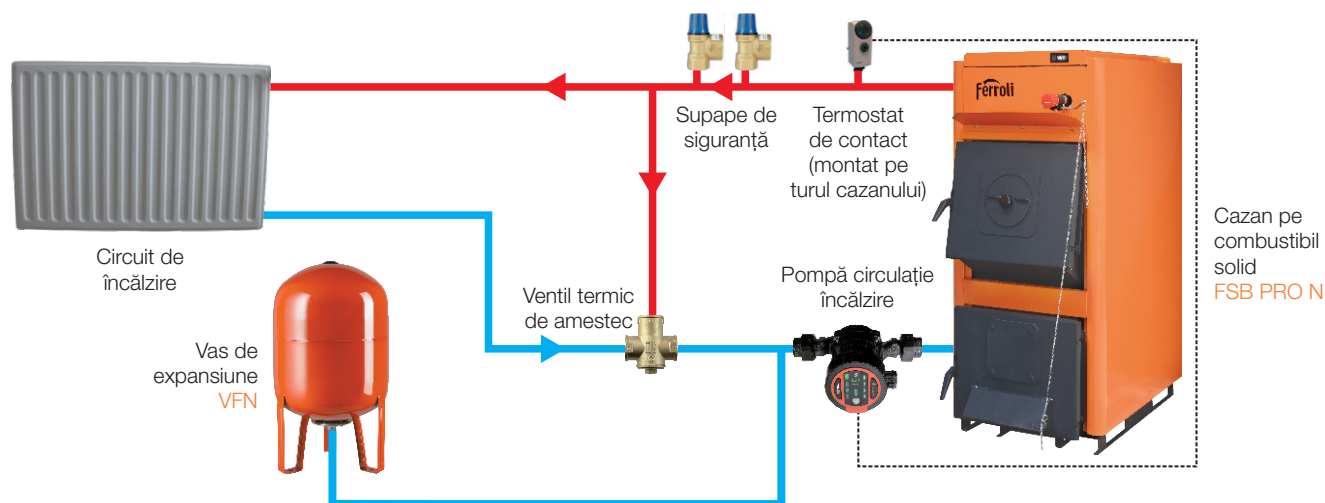 Ferroli
Supape de
siguranță
Termostat
de contact
(montat pe
turul cazanului)
Circuit de
încălzire
Cazan pe
combustibil
solid
FSB PRO N
Ventil termic
de amestec
Pompă circulație
încălzire
Vas de
expansiune
VFN